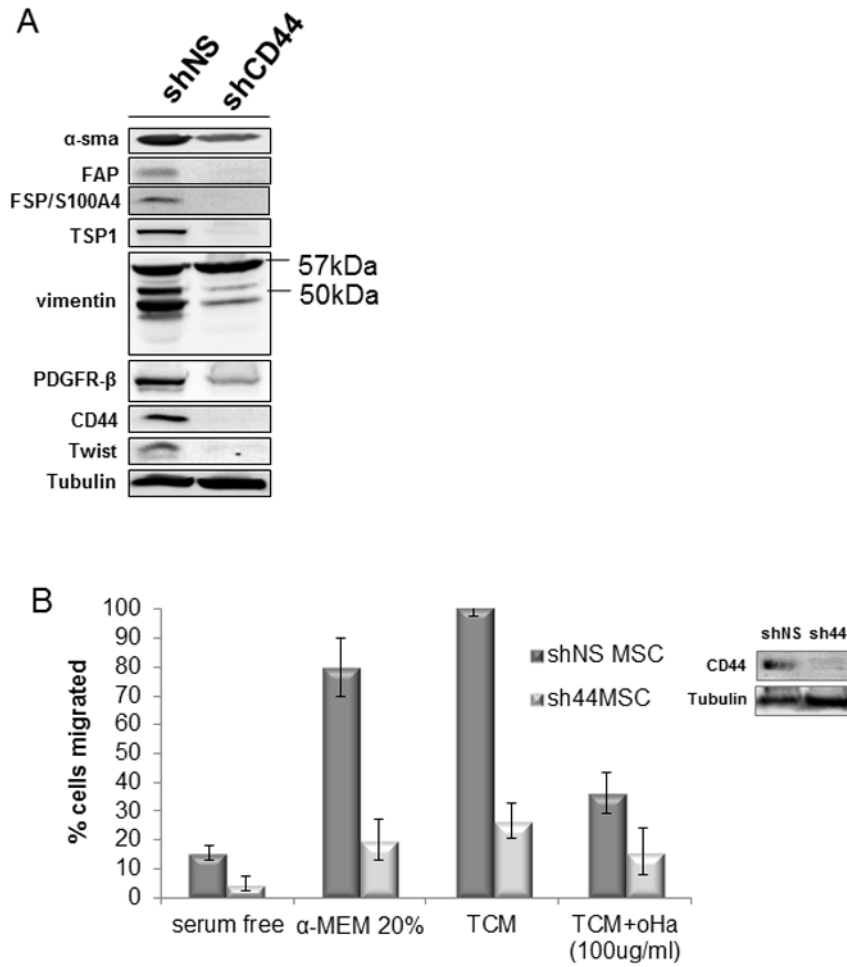 A
shNS
shCD44
α-sma
FAP
FSP/S100A4
TSP1
57kDa
50kDa
vimentin
PDGFR-β
CD44
Twist
Tubulin
B
% cells migrated
100
90
80
70
60
50
40
30
20
10
0
serum free
α-MEM 20%
TCM
TCM+oHa
(100ug/ml)
shNS MSC
sh44MSC
shNS sh44
CD44
Tubulin